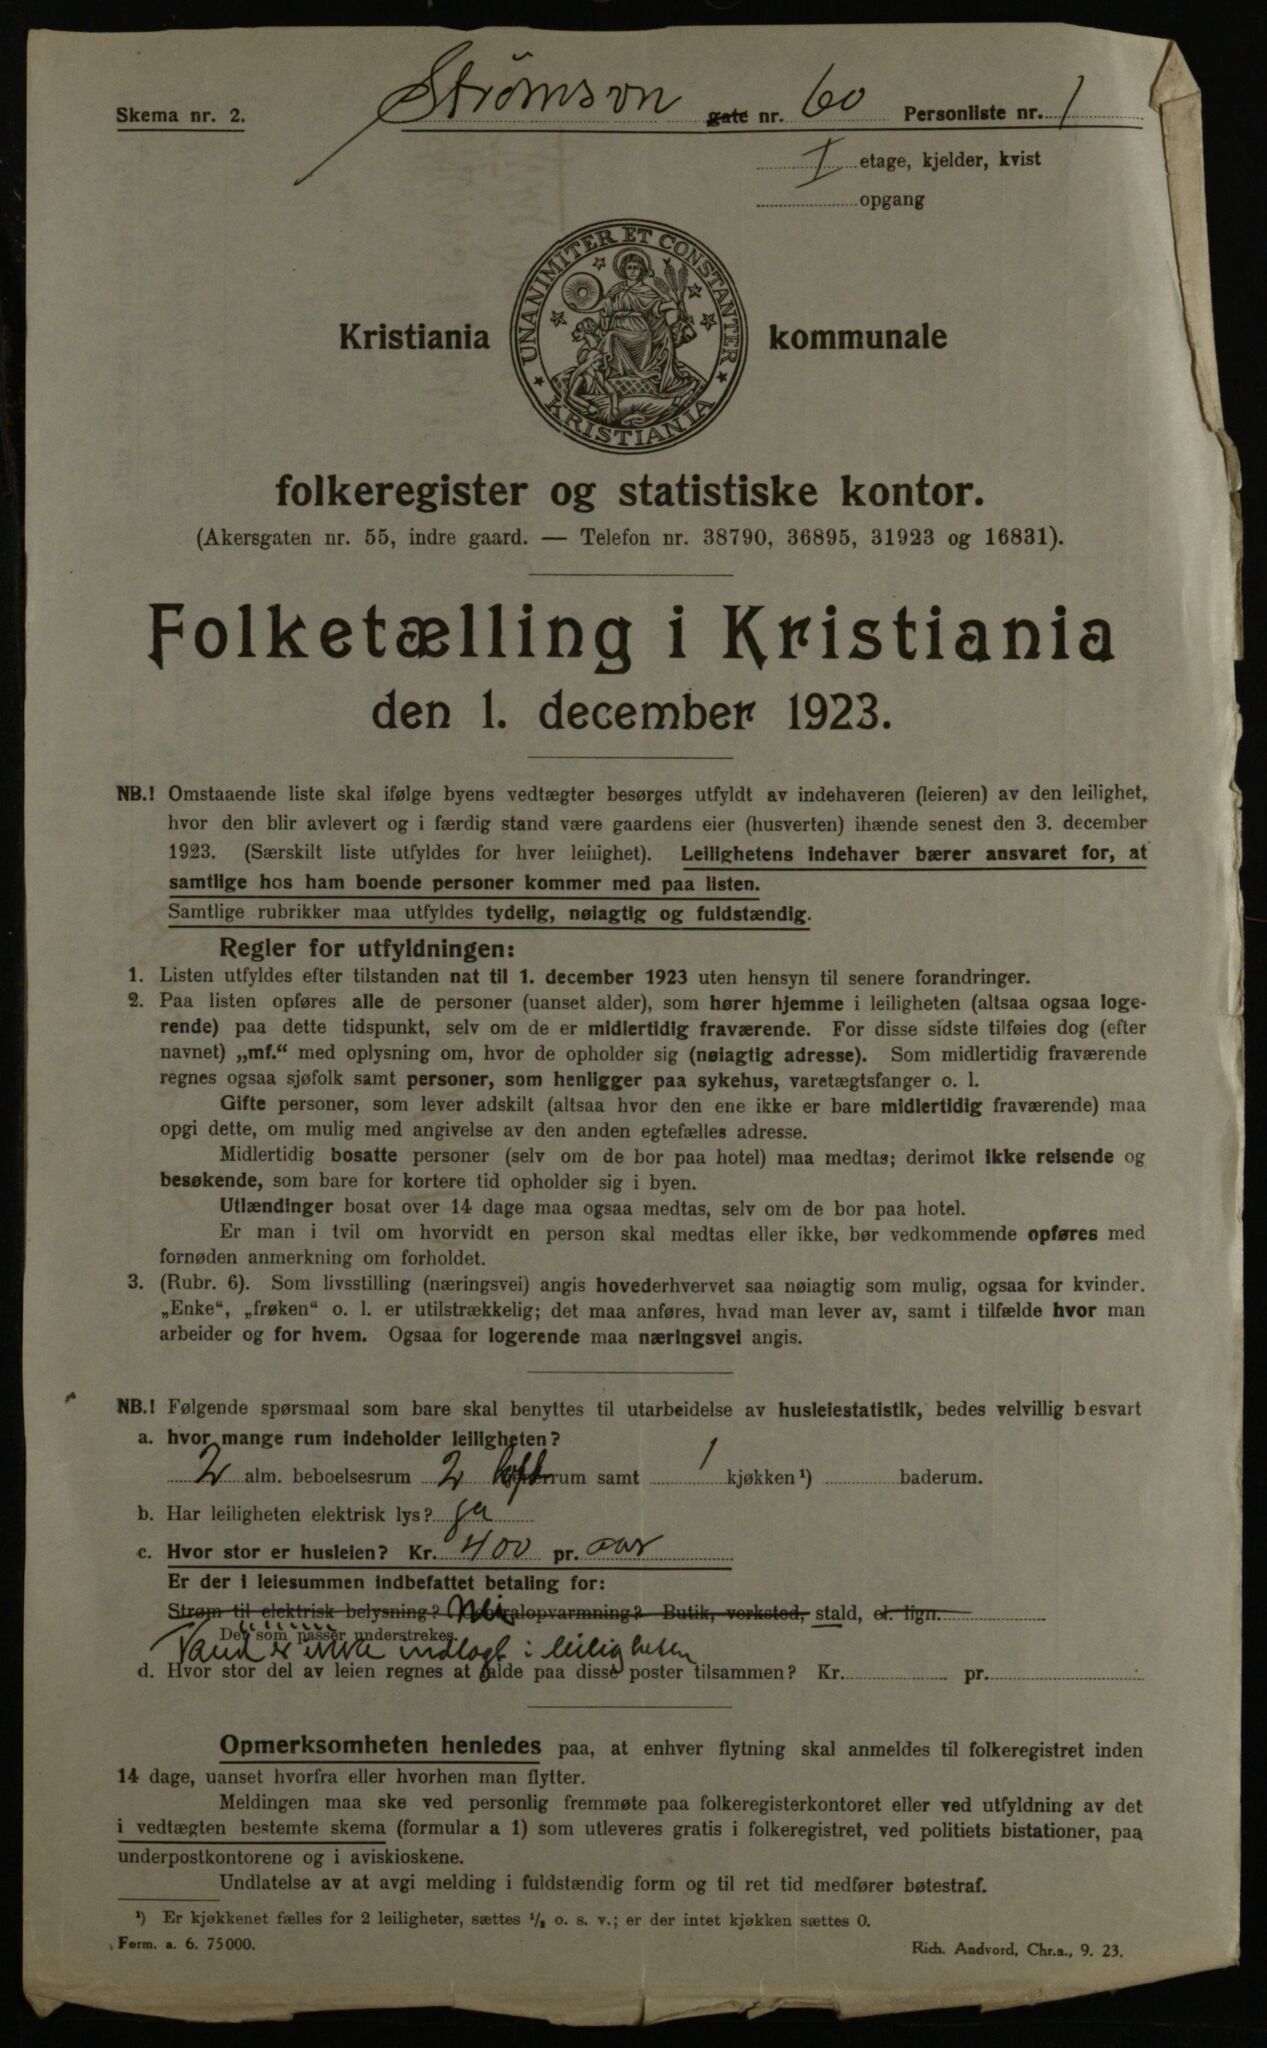 Skema nr. 2.
Strömsvn gate nr. 60 Personliste nr. 1
I etage, kjelder, kvist
opgang
UNANIMITER ET CONSTANTER
KRISTIANIA
Kristiania kommunale
folkeregister og statistiske kontor.
(Akersgaten nr. 55, indre gaard. — Telefon nr. 38790, 36895, 31923 og 16831).
Folketælling i Kristiania
den 1. december 1923.
NB.! Omstaaende liste skal ifølge byens vedtægter besørges utfyldt av indehaveren (leieren) av den leilighet,
hvor den blir avlevert og i færdig stand være gaardens eier (husverten) ihænde senest den 3. december
1923. (Særskilt liste utfyldes for hver leilighet). Leilighetens indehaver bærer ansvaret for, at
samtlige hos ham boende personer kommer med paa listen.
Samtlige rubrikker maa utfyldes tydelig, nøiagtig og fuldstændig.
Regler for utfyldningen:
1. Listen utfyldes efter tilstanden nat til 1. december 1923 uten hensyn til senere forandringer.
2. Paa listen opføres alle de personer (uanset alder), som hører hjemme i leiligheten (altsaa ogsaa loge-
rende) paa dette tidspunkt, selv om de er midlertidig fraværende. For disse sidste tilføies dog (efter
navnet) „mf.“ med oplysning om, hvor de opholder sig (nøiagtig adresse). Som midlertidig fraværende
regnes ogsaa sjøfolk samt personer, som henligger paa sykehus, varetægtsfanger o. l.
Gifte personer, som lever adskilt (altsaa hvor den ene ikke er bare midlertidig fraværende) maa
opgi dette, om mulig med angivelse av den anden egtefælles adresse.
Midlertidig bosatte personer (selv om de bor paa hotel) maa medtas; derimot ikke reisende og
besøkende, som bare for kortere tid opholder sig i byen.
Utlændinger bosat over 14 dage maa ogsaa medtas, selv om de bor paa hotel.
Er man i tvil om hvorvidt en person skal medtas eller ikke, bør vedkommende opføres med
fornøden anmerkning om forholdet.
3. (Rubr. 6). Som livsstilling (næringsvei) angis hovederhvervet saa nøiagtig som mulig, ogsaa for kvinder.
„Enke“, „frøken“ o. l. er utilstrækkelig; det maa anføres, hvad man lever av, samt i tilfælde hvor man
arbeider og for hvem. Ogsaa for logerende maa næringsvei angis.
NB.! Følgende spørsmaal som bare skal benyttes til utarbeidelse av husleiestatistik, bedes velvillig besvart
a. hvor mange rum indeholder leiligheten?
2 alm. beboelsesrum 2 rum samt 1 kjøkken¹) baderum.
b. Har leiligheten elektrisk lys? ja
c. Hvor stor er husleien? Kr. 400 pr. aar
Er der i leiesummen indbefattet betaling for:
Strøm til elektrisk belysning? Nei ralopvarmning? Butik, verksted, stald, el. lign.
Det som passer understrekes.
Vand er ikke indlagt i leiligheten
d. Hvor stor del av leien regnes at falde paa disse poster tilsammen? Kr. pr.
Opmerksomheten henledes paa, at enhver flytning skal anmeldes til folkeregistret inden
14 dage, uanset hvorfra eller hvorhen man flytter.
Meldingen maa ske ved personlig fremmøte paa folkeregisterkontoret eller ved utfyldning av det
i vedtægten bestemte skema (formular a 1) som utleveres gratis i folkeregistret, ved politiets bistationer, paa
underpostkontorene og i aviskioskene.
Undlatelse av at avgi melding i fuldstændig form og til ret tid medfører bøtestraf.
¹) Er kjøkkenet fælles for 2 leiligheter, sættes ½ o. s. v.; er der intet kjøkken sættes 0.
Form. a. 6. 75000.
Rich. Andvord, Chr.a., 9. 23.